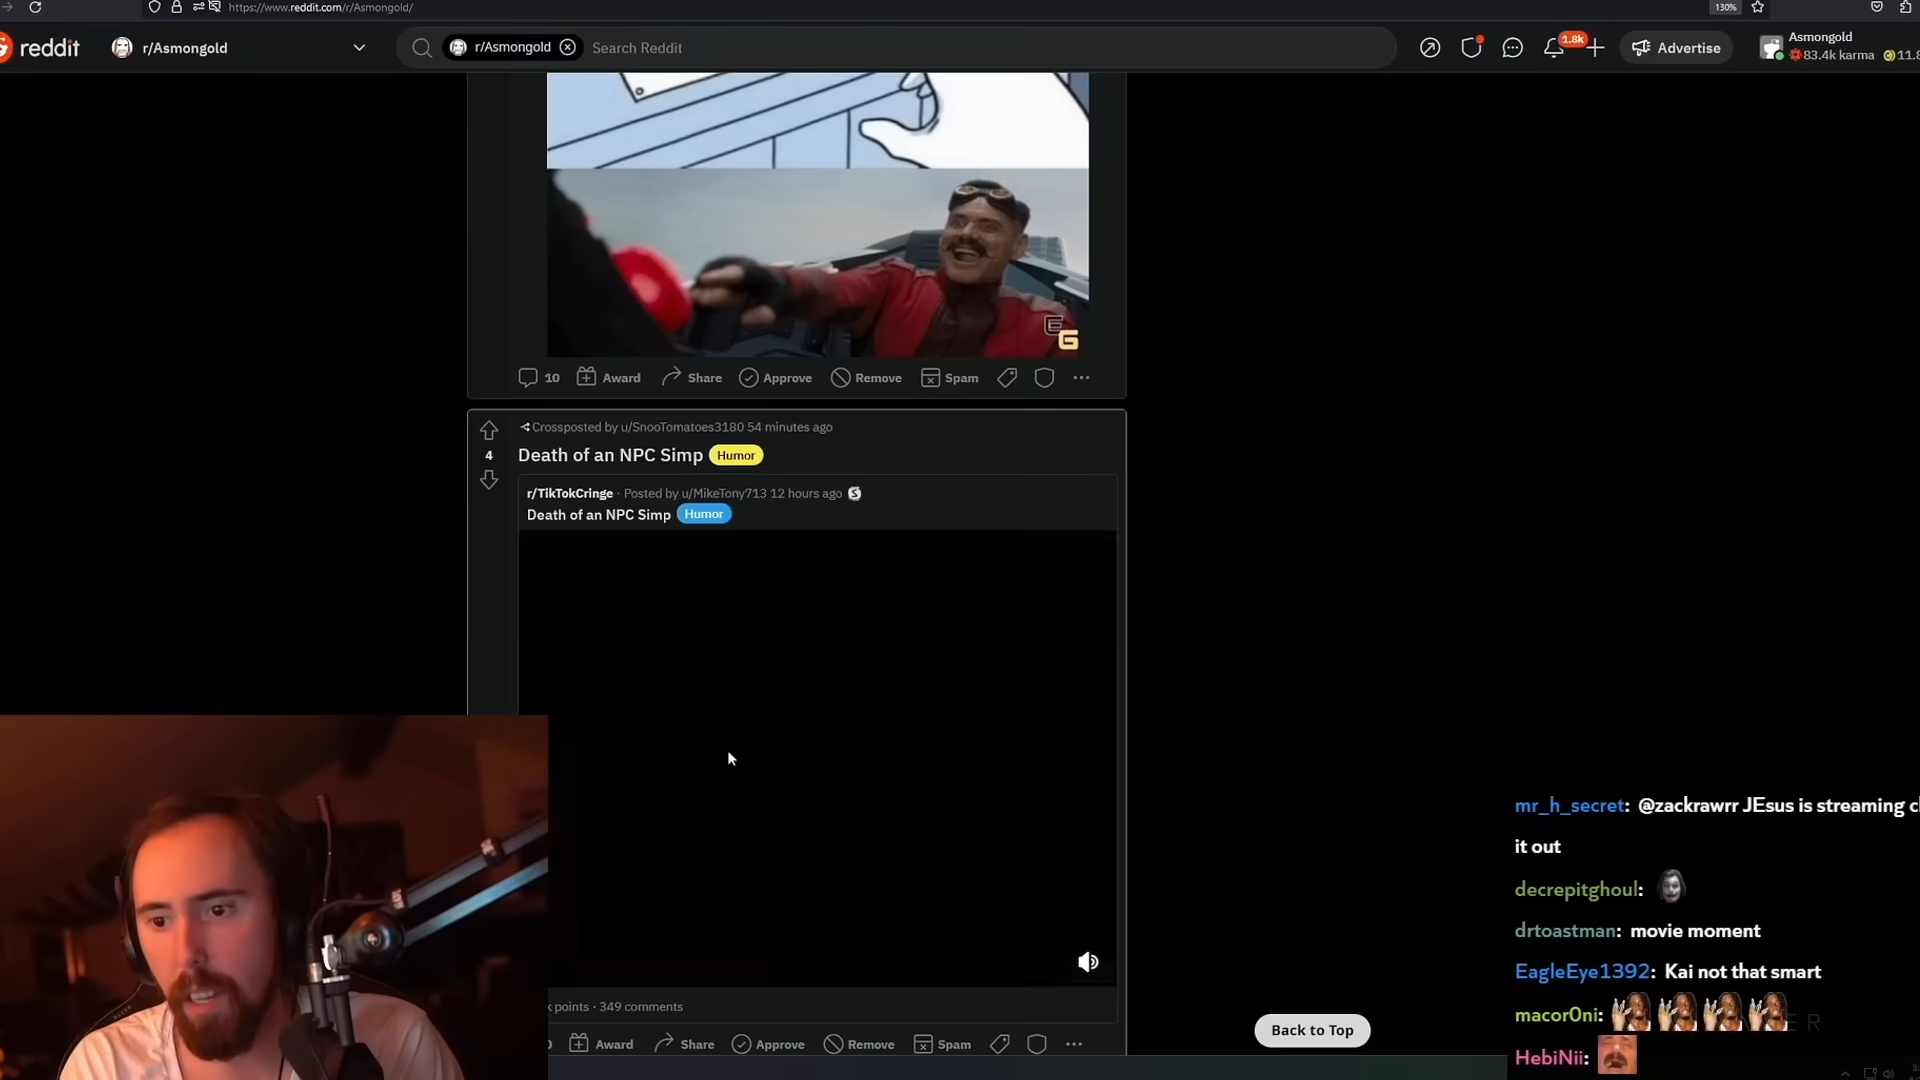 https://www.reddit.com/r/Asmongold/
130%
reddit
r/Asmongold
r/Asmongold
Search Reddit
1.8k
Advertise
Asmongold
83.4k karma
11.8
E
G
10
Award
Share
Approve
Remove
Spam
Crossposted by u/SnooTomatoes3180 54 minutes ago
4
Death of an NPC Simp
Humor
r/TikTokCringe · Posted by u/MikeTony713 12 hours ago
Death of an NPC Simp
Humor
k points · 349 comments
Award
Share
Approve
Remove
Spam
Back to Top
mr_h_secret: @zackrawrr JEsus is streaming
it out
decrepitghoul:
drtoastman: movie moment
EagleEye1392: Kai not that smart
macor0ni:
HebiNii: